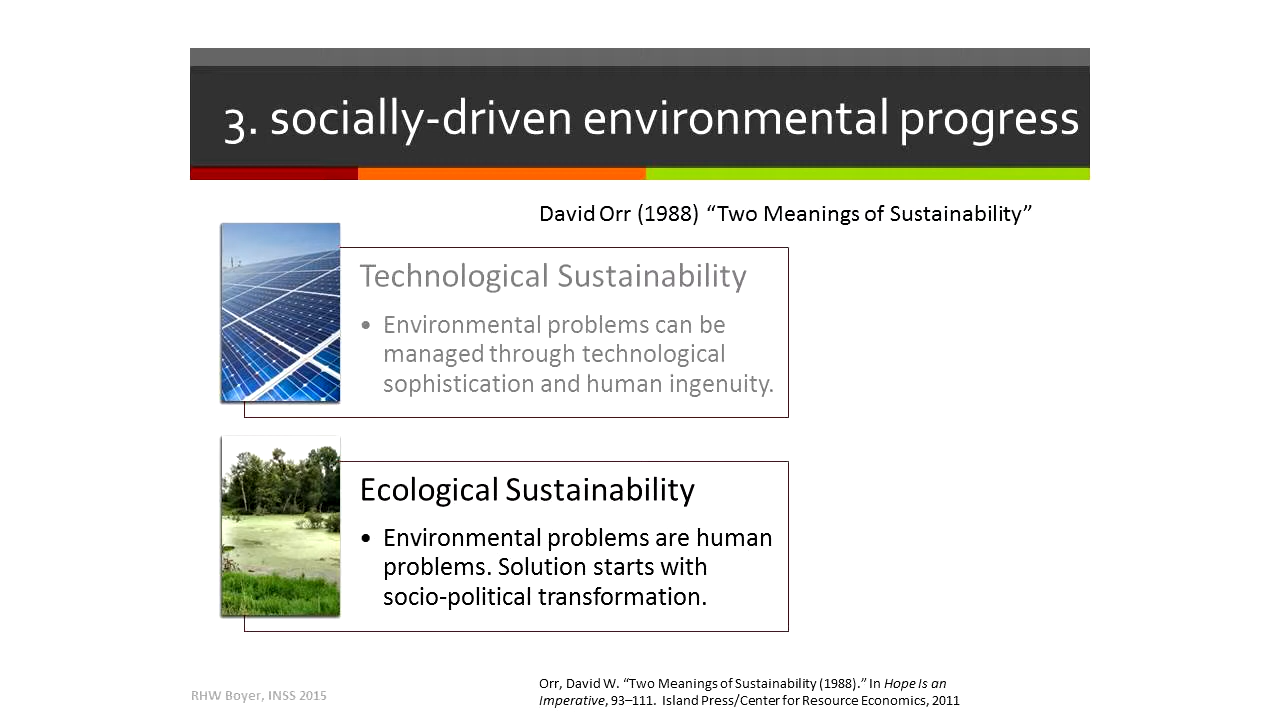 3. socially-driven environmental progress
David Orr (1988) “Two Meanings of Sustainability”
Technological Sustainability
• Environmental problems can be
managed through technological
sophistication and human ingenuity.
Ecological Sustainability
• Environmental problems are human
problems. Solution starts with
socio-political transformation.
Orr, David W. “Two Meanings of Sustainability (1988).” In Hope Is an
Imperative, 93–111. Island Press/Center for Resource Economics, 2011
RHW Boyer, INSS 2015